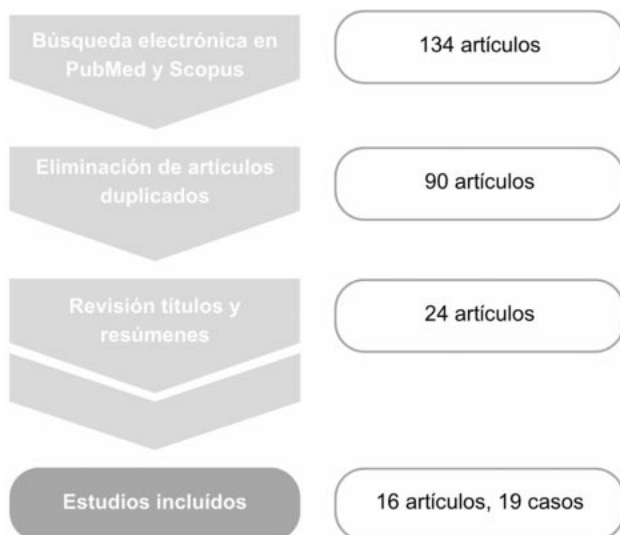 Búsqueda electrónica en
PubMed y Scopus
134 artículos
Eliminación de artículos
duplicados
90 artículos
Revisión títulos y
resúmenes
24 artículos
Estudios incluídos
16 artículos, 19 casos